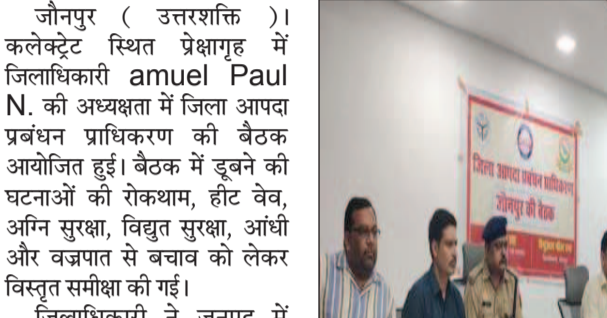 जौनपुर ( उत्तरशक्ति )।
कलेक्ट्रेट स्थित प्रेक्षागृह में
जिलाधिकारी amuel Paul
N. की अध्यक्षता में जिला आपदा
प्रबंधन प्राधिकरण की बैठक
आयोजित हुई। बैठक में डूबने की
घटनाओं की रोकथाम, हीट वेव,
अग्नि सुरक्षा, विद्युत सुरक्षा, आंधी
और वज्रपात से बचाव को लेकर
विस्तृत समीक्षा की गई।
जिलाधिकारी ने जनपद में
जिला आपदा प्रबंधन प्राधिकरण
जौनपुर की बैठक